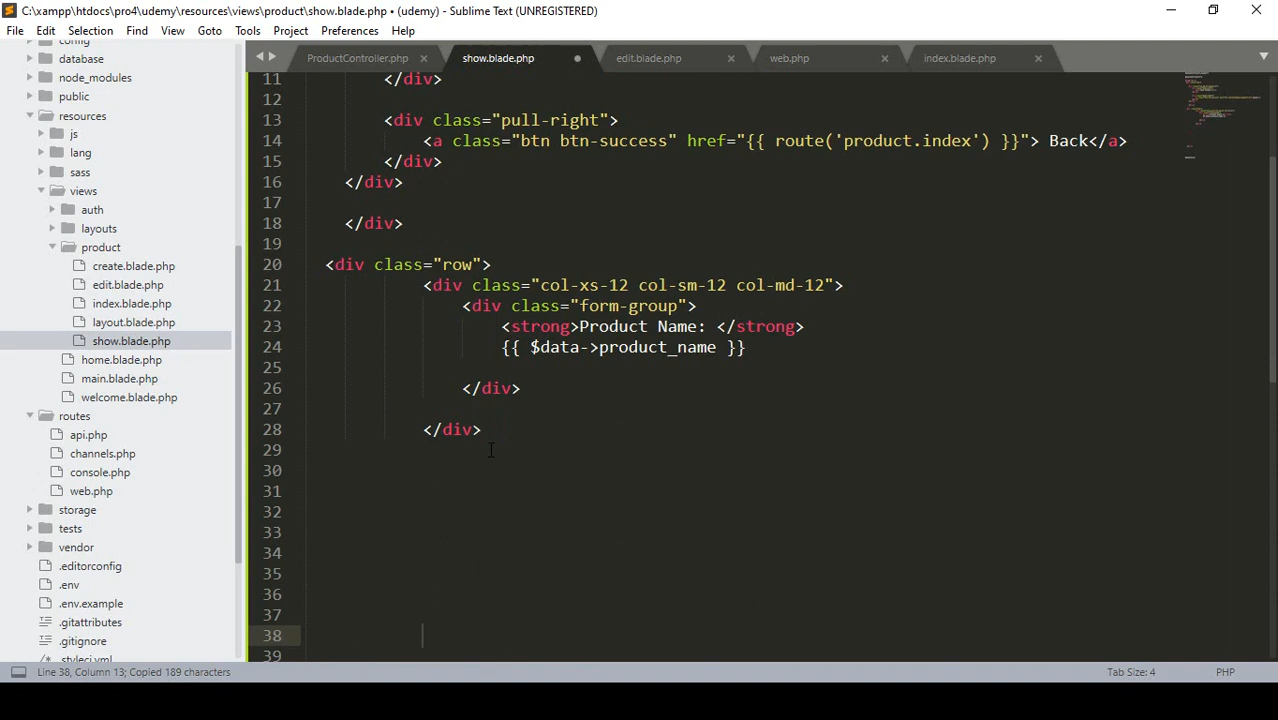 C:\xampp\htdocs\pro4\udemy\resources\views\product\show.blade.php • (udemy) - Sublime Text (UNREGISTERED)
File Edit Selection Find View Goto Tools Project Preferences Help
config
database
node_modules
public
resources
js
lang
sass
views
auth
layouts
product
create.blade.php
edit.blade.php
index.blade.php
layout.blade.php
show.blade.php
home.blade.php
main.blade.php
welcome.blade.php
routes
api.php
channels.php
console.php
web.php
storage
tests
vendor
.editorconfig
.env
.env.example
.gitattributes
.gitignore
.styleci.yml
ProductController.php show.blade.php edit.blade.php web.php index.blade.php
11 </div>
12
13 <div class="pull-right">
14 <a class="btn btn-success" href="{{ route('product.index') }}"> Back</a>
15 </div>
16 </div>
17
18 </div>
19
20 <div class="row">
21 <div class="col-xs-12 col-sm-12 col-md-12">
22 <div class="form-group">
23 <strong>Product Name: </strong>
24 {{ $data->product_name }}
25
26 </div>
27
28 </div>
29
30
31
32
33
34
35
36
37
38
39
Line 38, Column 13; Copied 189 characters Tab Size: 4 PHP